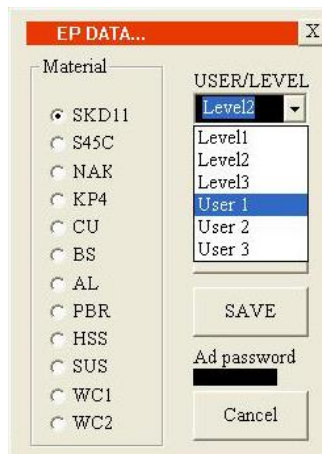 EP DATA...
X
Material
SKD11
S45C
NAK
KP4
CU
BS
AL
PBR
HSS
SUS
WC1
WC2
USER/LEVEL
Level2
Level1
Level2
Level3
User 1
User 2
User 3
SAVE
Ad password
Cancel